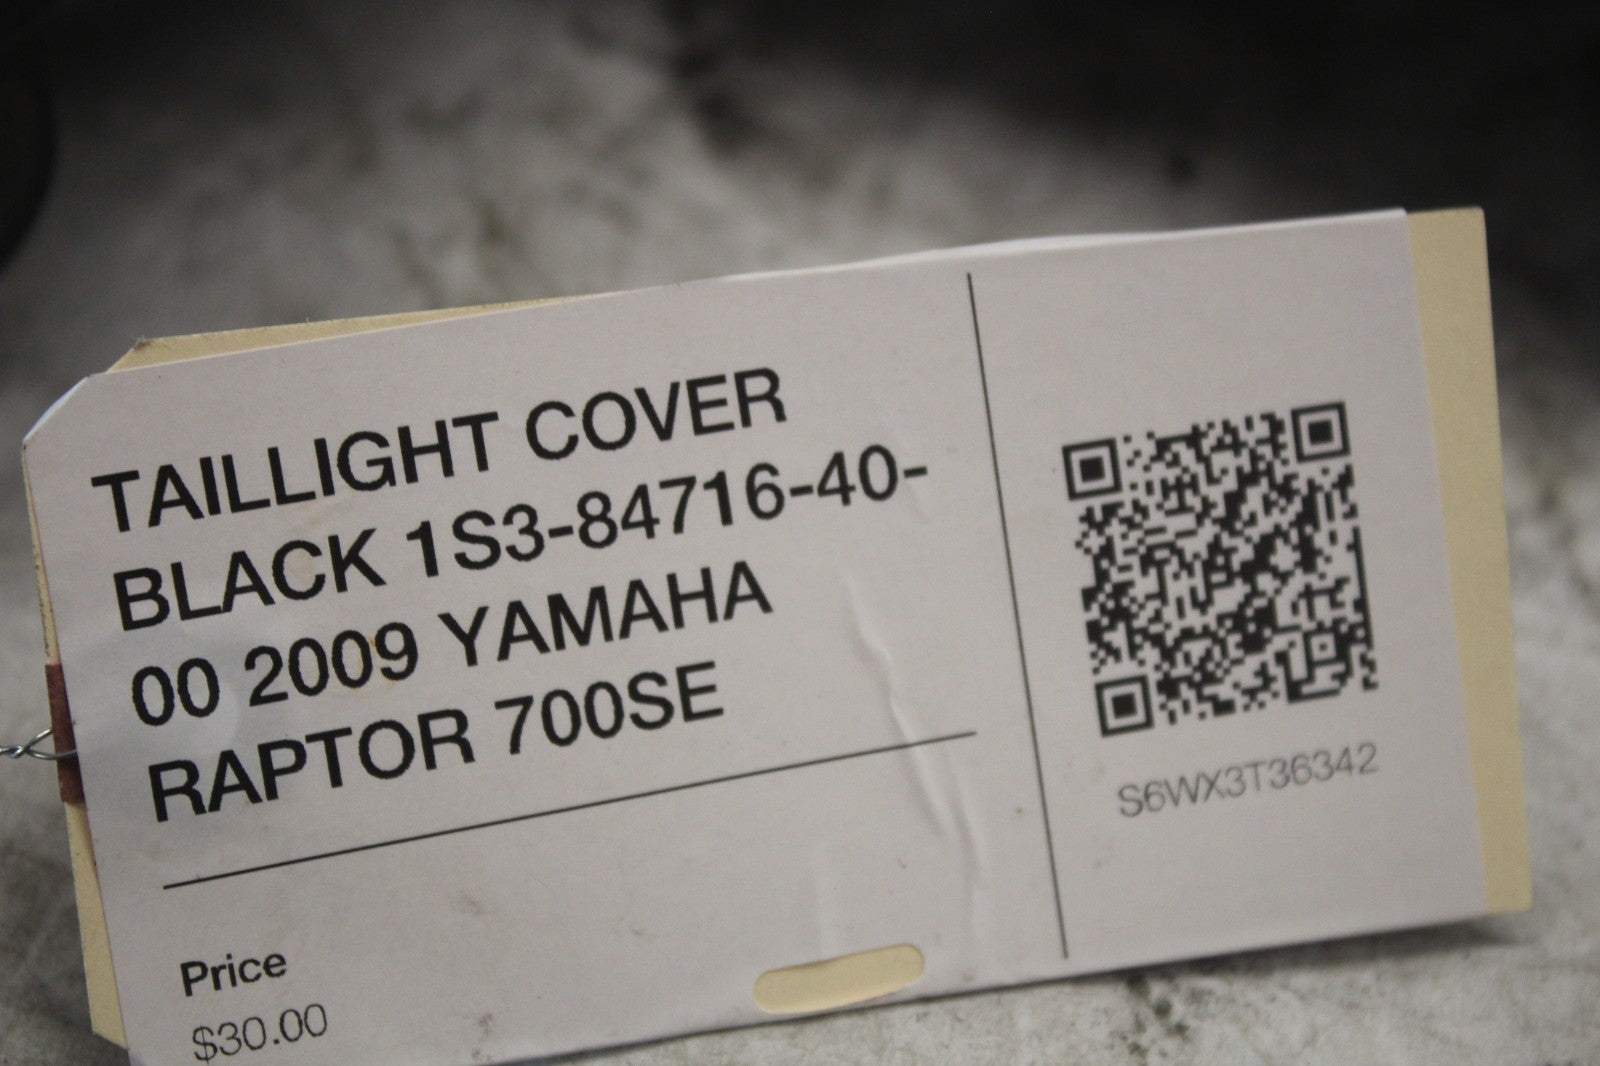 TAILLIGHT COVER
BLACK 1S3-84716-40-
00 2009 YAMAHA
RAPTOR 700SE
Price
$30.00
S6WX3T36342